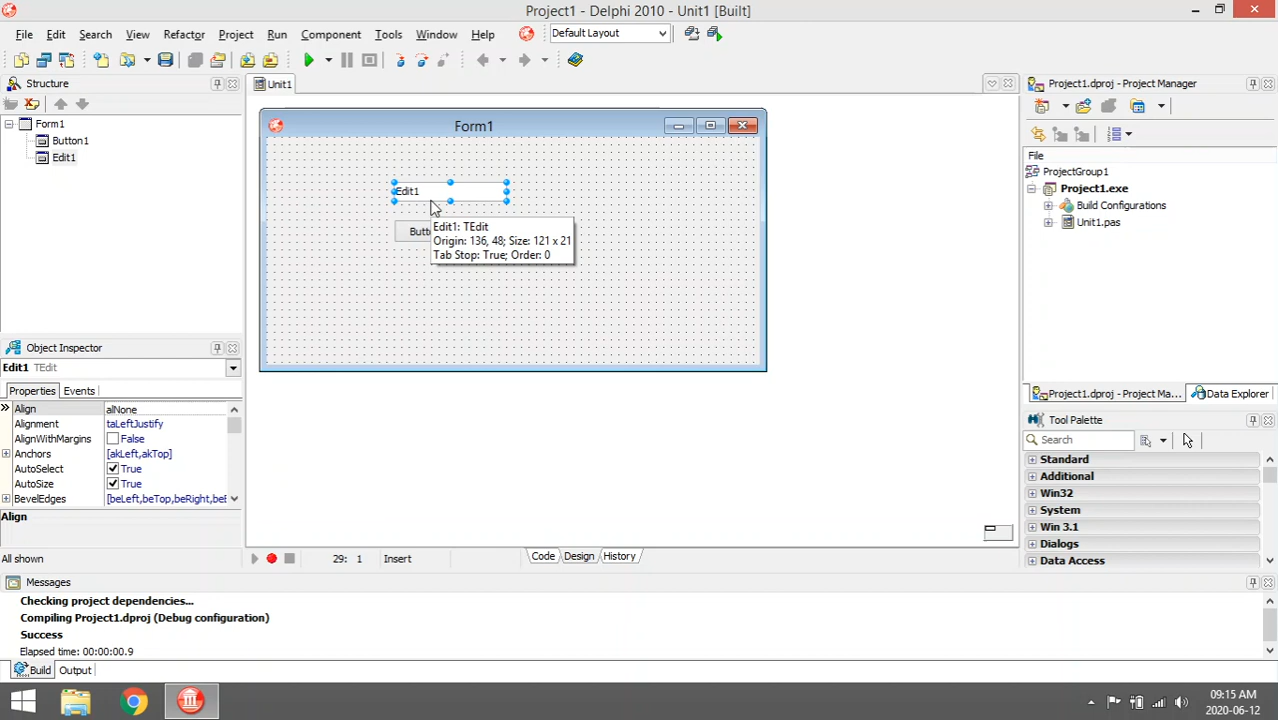 Project1 - Delphi 2010 - Unit1 [Built]
File Edit Search View Refactor Project Run Component Tools Window Help Default Layout
Structure
Form1
Button1
Edit1
Object Inspector
Edit1 TEdit
Properties Events
Align alNone
Alignment taLeftJustify
AlignWithMargins False
Anchors [akLeft,akTop]
AutoSelect True
AutoSize True
BevelEdges [beLeft,beTop,beRight,be
Align
All shown
Unit1
Form1
Edit1
Butto
Edit1: TEdit
Origin: 136, 48; Size: 121 x 21
Tab Stop: True; Order: 0
29: 1 Insert Code Design History
Project1.dproj - Project Manager
File
ProjectGroup1
Project1.exe
Build Configurations
Unit1.pas
Project1.dproj - Project Ma... Data Explorer
Tool Palette
Search
Standard
Additional
Win32
System
Win 3.1
Dialogs
Data Access
Messages
Checking project dependencies...
Compiling Project1.dproj (Debug configuration)
Success
Elapsed time: 00:00:00.9
Build Output
09:15 AM
2020-06-12